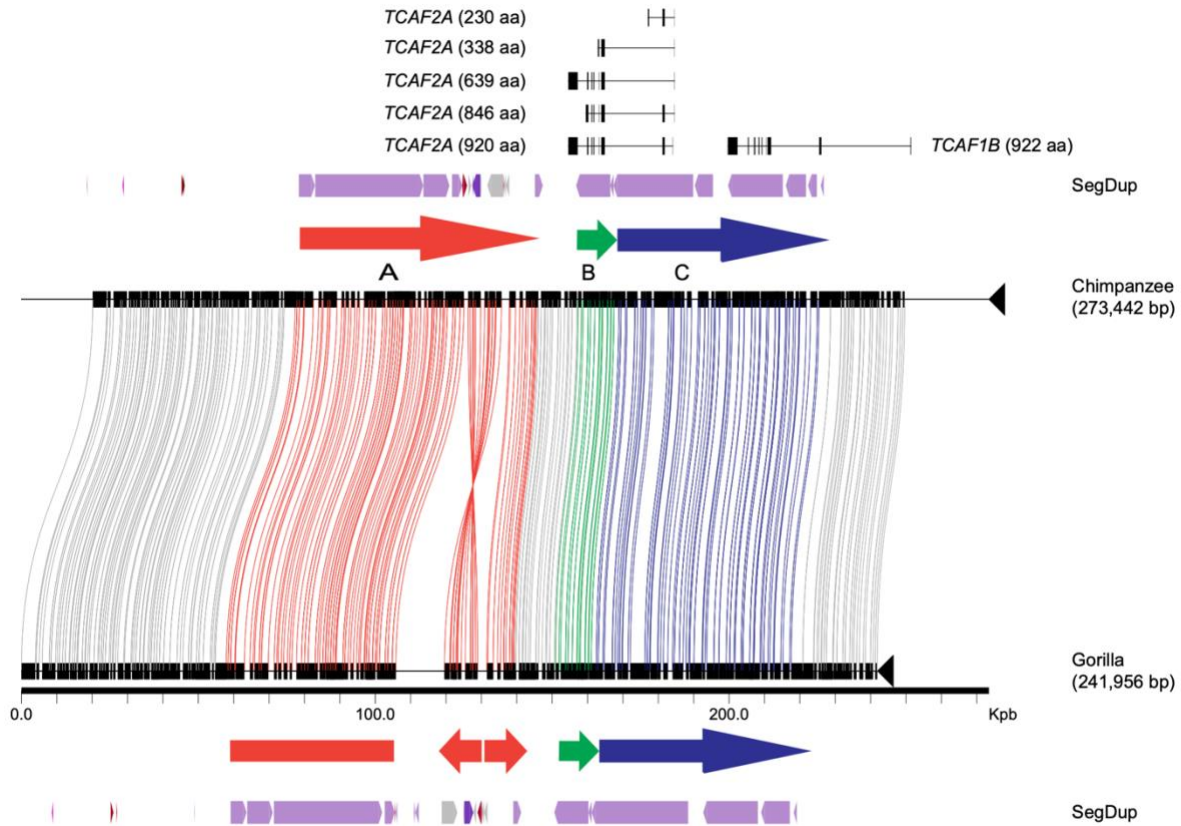 TCAF2A (230 aa)
TCAF2A (338 aa)
TCAF2A (639 aa)
TCAF2A (846 aa)
TCAF2A (920 aa)
TCAF1B (922 aa)
SegDup
A
B
C
Chimpanzee
(273,442 bp)
Gorilla
(241,956 bp)
0.0
100.0
200.0
Kpb
SegDup